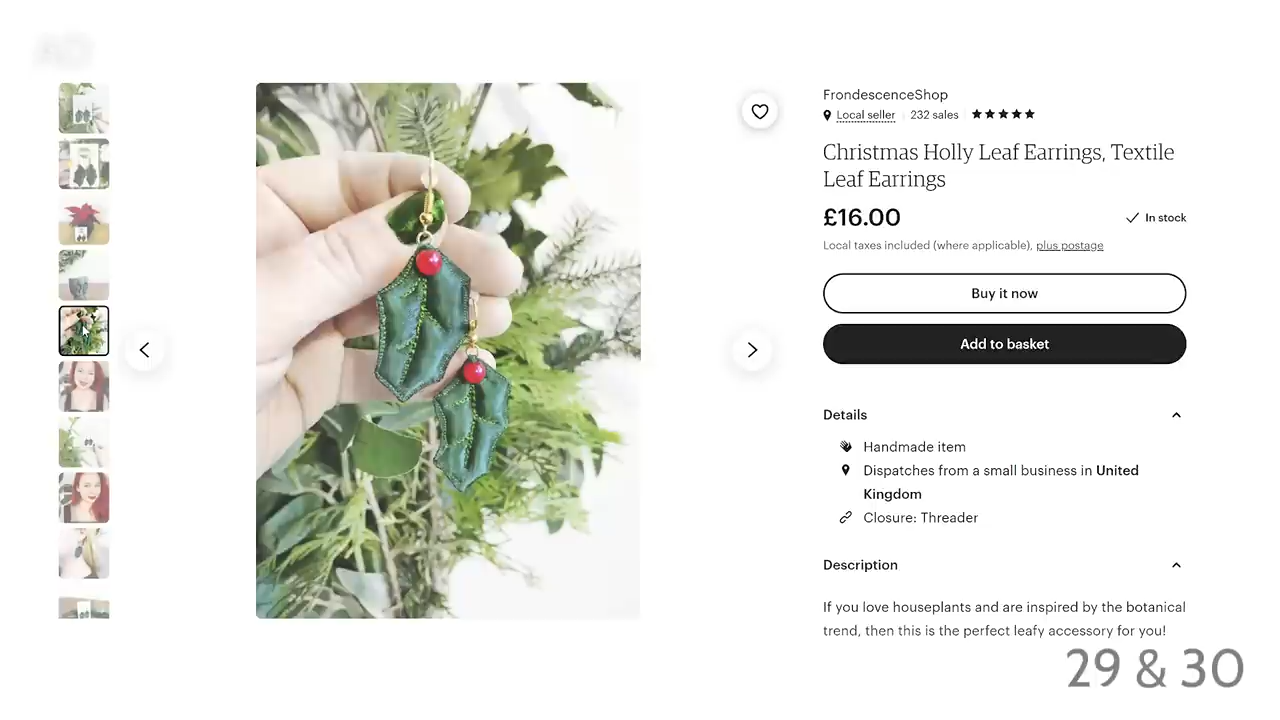 AD
FrondescenceShop
Local seller 232 sales ★★★★★
Christmas Holly Leaf Earrings, Textile
Leaf Earrings
£16.00
In stock
Local taxes included (where applicable), plus postage
Buy it now
Add to basket
Details
Handmade item
Dispatches from a small business in United
Kingdom
Closure: Threader
Description
If you love houseplants and are inspired by the botanical
trend, then this is the perfect leafy accessory for you!
29 & 30